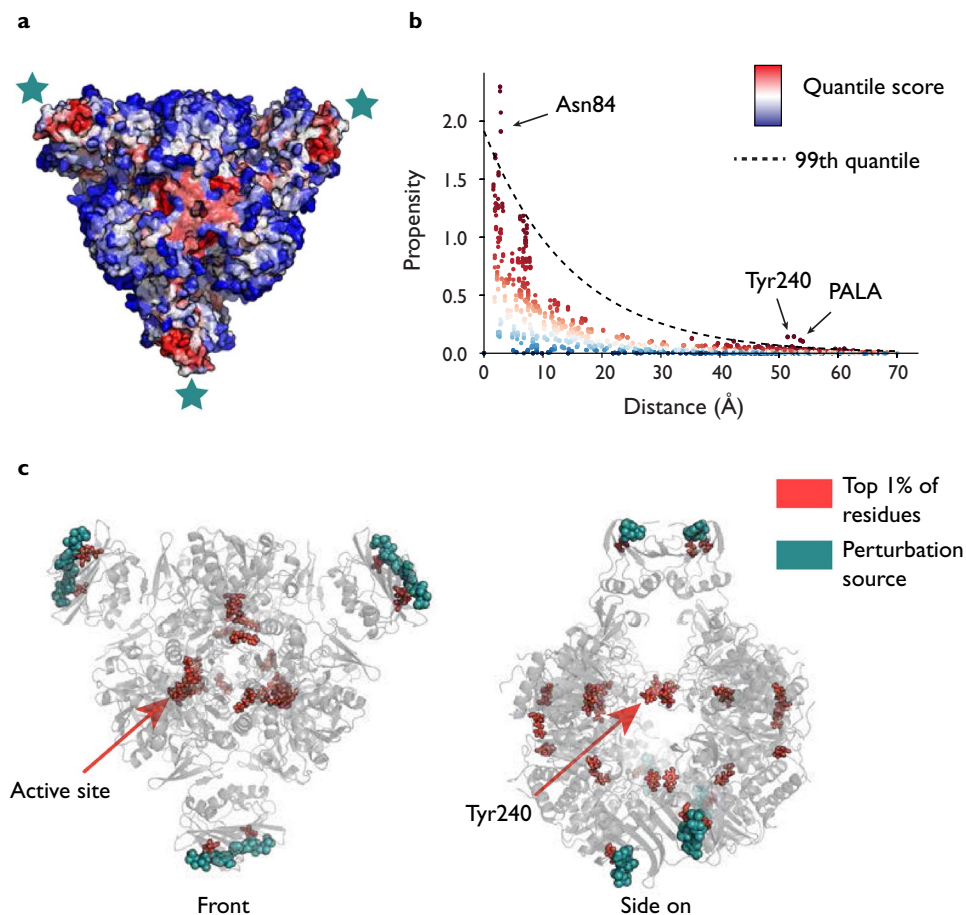 a
b
Quantile score
99th quantile
Asn84
Tyr240
PALA
Propensity
2.0
1.5
1.0
0.5
0.0
0 10 20 30 40 50 60 70
Distance (Å)
c
Top 1% of
residues
Perturbation
source
Active site
Tyr240
Front
Side on